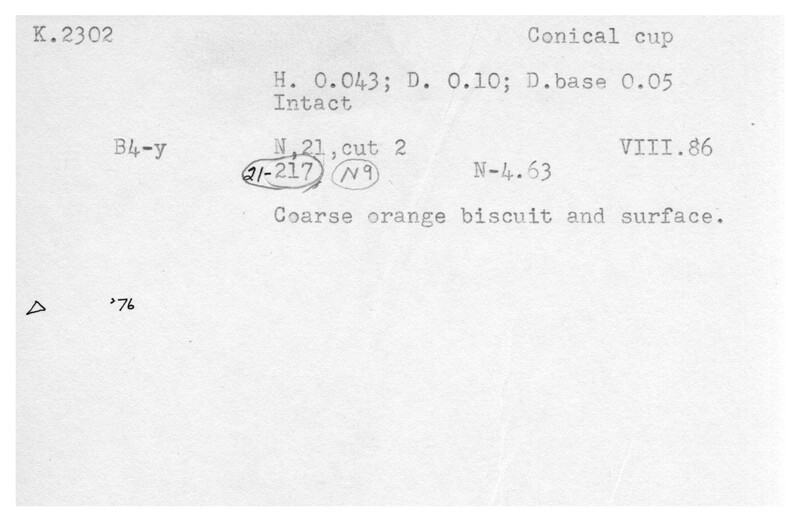 K.2302 Conical cup
H. 0.043; D. 0.10; D.base 0.05
Intact
B4-y N,21,cut 2 VIII.86
21-217 N9 N-4.63
Coarse orange biscuit and surface.
△ '76